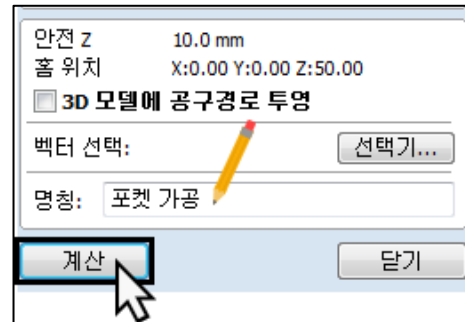 안전 Z 10.0 mm
홈 위치 X:0.00 Y:0.00 Z:50.00
3D 모델에 공구경로 투영
벡터 선택: 선택기...
명칭: 포켓 가공
계산 닫기